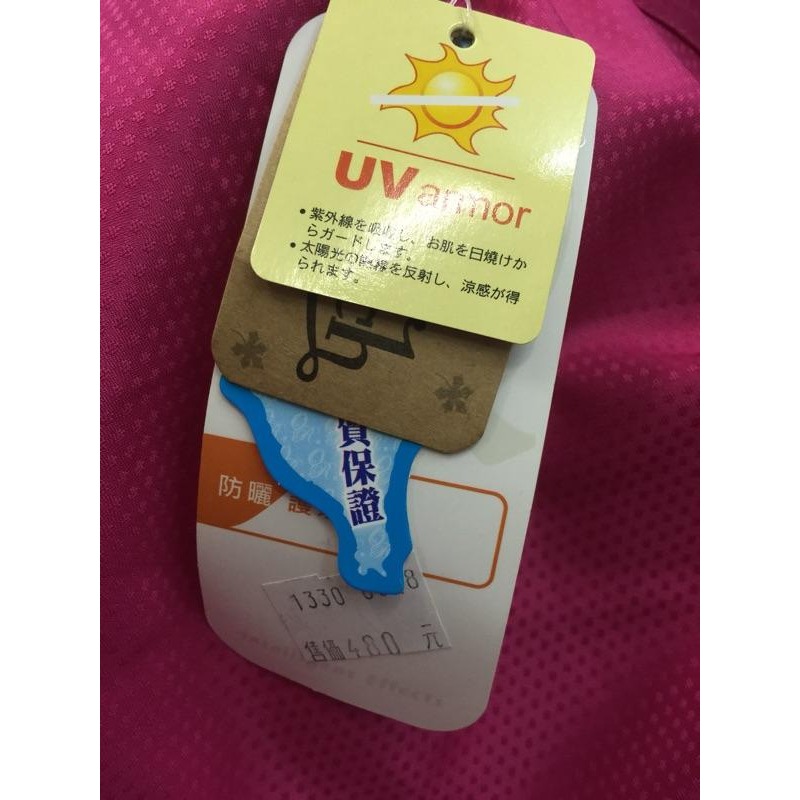 UV armor
・紫外線を吸収し、お肌を日焼けか
らガードします。
・太陽光の熱線を反射し、涼感が得
られます。
質保證
防曬
1330
售價480元